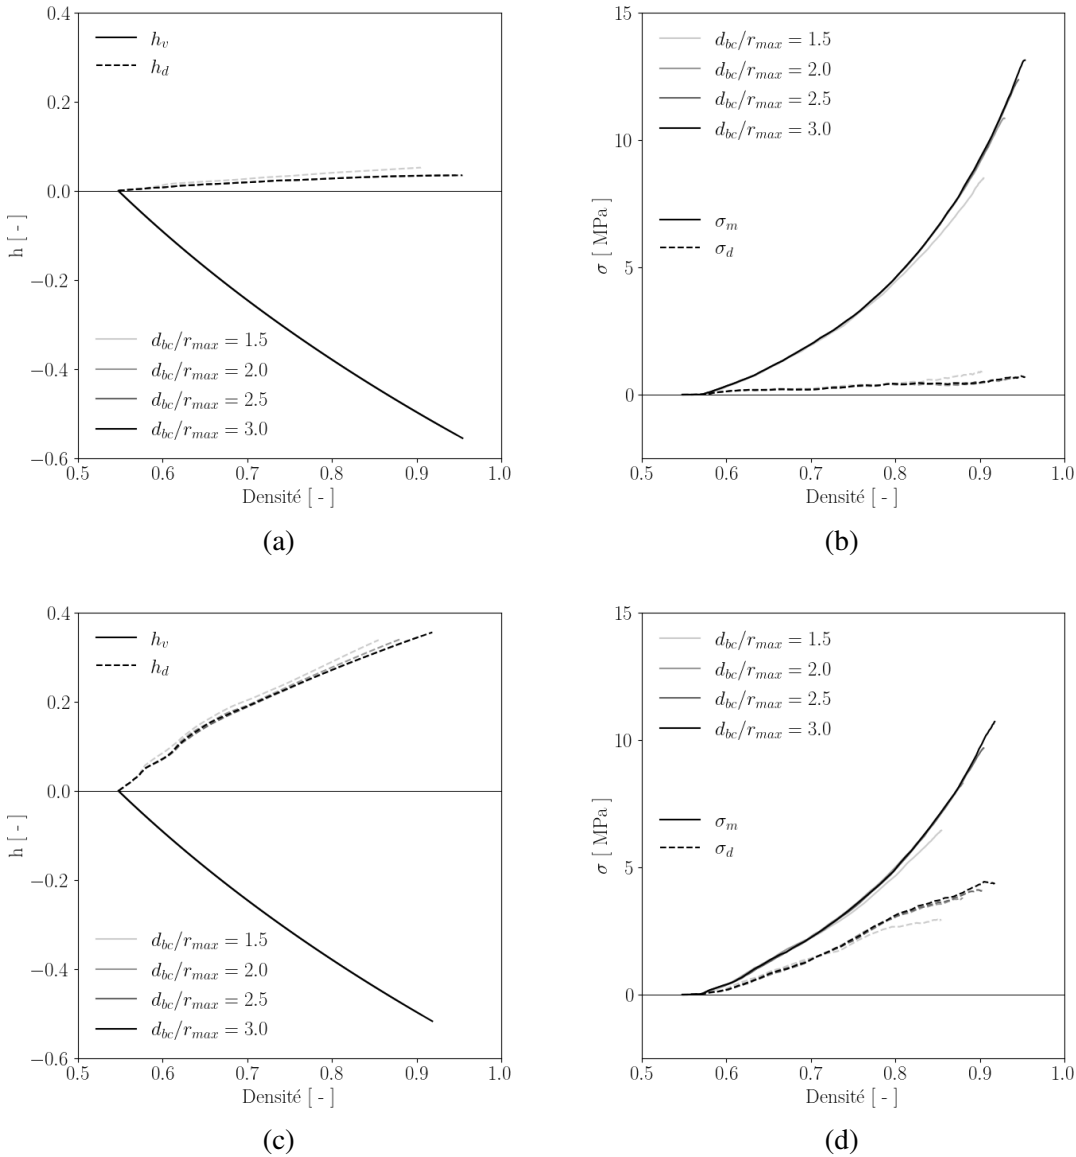 0.4
0.2
0.0
−0.2
−0.4
−0.6
h [ - ]
h_v
h_d
d_bc/r_max = 1.5
d_bc/r_max = 2.0
d_bc/r_max = 2.5
d_bc/r_max = 3.0
0.5 0.6 0.7 0.8 0.9 1.0
Densité [ - ]
(a)
15
10
5
0
σ [ MPa ]
d_bc/r_max = 1.5
d_bc/r_max = 2.0
d_bc/r_max = 2.5
d_bc/r_max = 3.0
σ_m
σ_d
0.5 0.6 0.7 0.8 0.9 1.0
Densité [ - ]
(b)
0.4
0.2
0.0
−0.2
−0.4
−0.6
h [ - ]
h_v
h_d
d_bc/r_max = 1.5
d_bc/r_max = 2.0
d_bc/r_max = 2.5
d_bc/r_max = 3.0
0.5 0.6 0.7 0.8 0.9 1.0
Densité [ - ]
(c)
15
10
5
0
σ [ MPa ]
d_bc/r_max = 1.5
d_bc/r_max = 2.0
d_bc/r_max = 2.5
d_bc/r_max = 3.0
σ_m
σ_d
0.5 0.6 0.7 0.8 0.9 1.0
Densité [ - ]
(d)